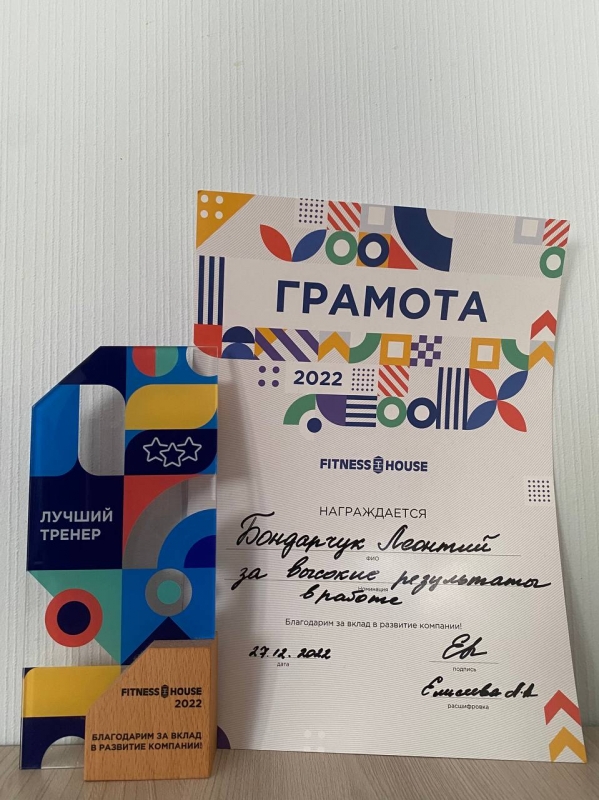 ГРАМОТА
2022
FITNESS HOUSE
НАГРАЖДАЕТСЯ
Бондарчук Леонтий
ФИО
за высокие результаты
номинация
в работе
Благодарим за вклад в развитие компании!
27.12.2022
дата
подпись
Елисеева А.А
расшифровка
ЛУЧШИЙ
ТРЕНЕР
FITNESS HOUSE
2022
БЛАГОДАРИМ ЗА ВКЛАД
В РАЗВИТИЕ КОМПАНИИ!